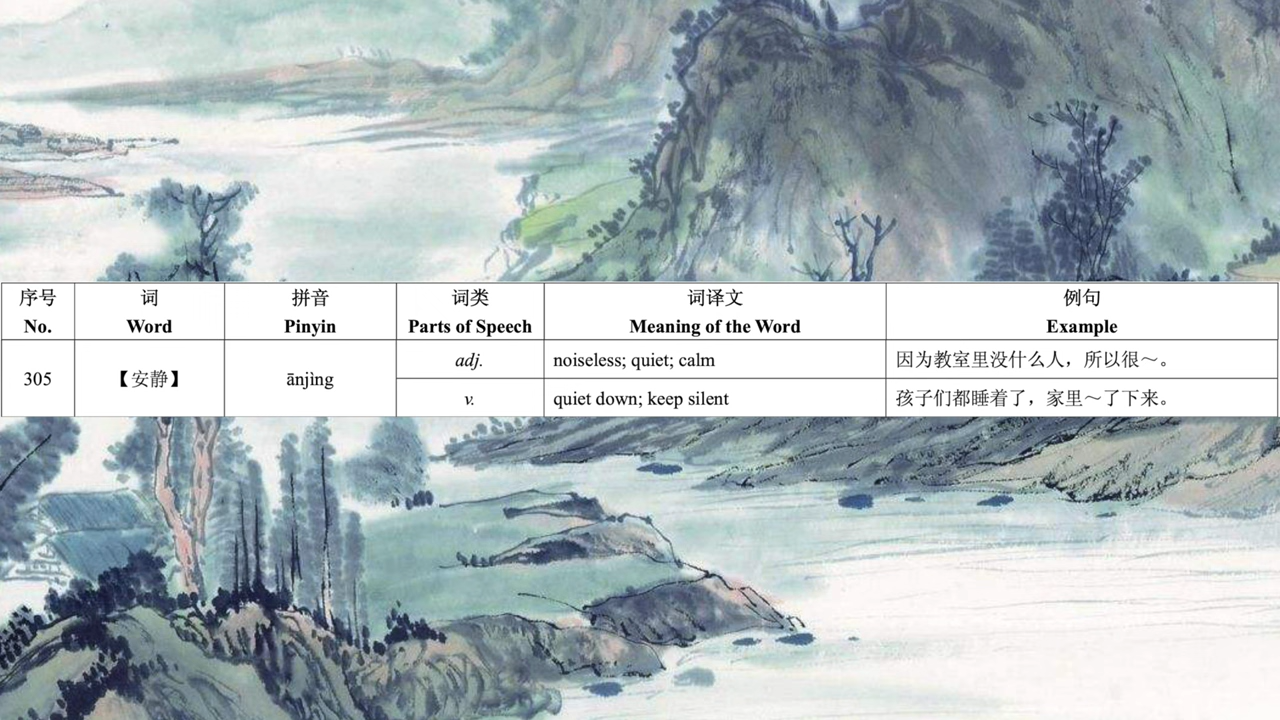 序号 词 拼音 词类 词译文 例句
No. Word Pinyin Parts of Speech Meaning of the Word Example
305 【安静】 ānjìng adj. noiseless; quiet; calm 因为教室里没什么人，所以很～。
v. quiet down; keep silent 孩子们都睡着了，家里～了下来。